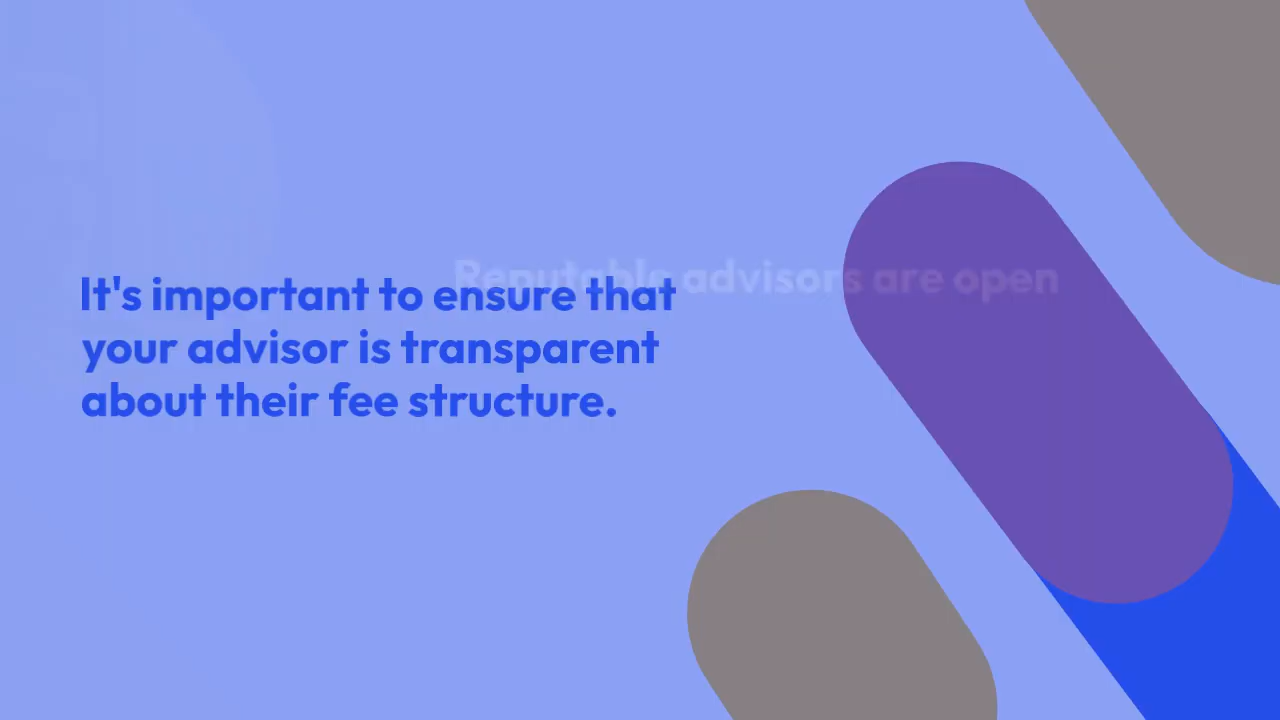 Reputable advisors are open
It's important to ensure that
your advisor is transparent
about their fee structure.